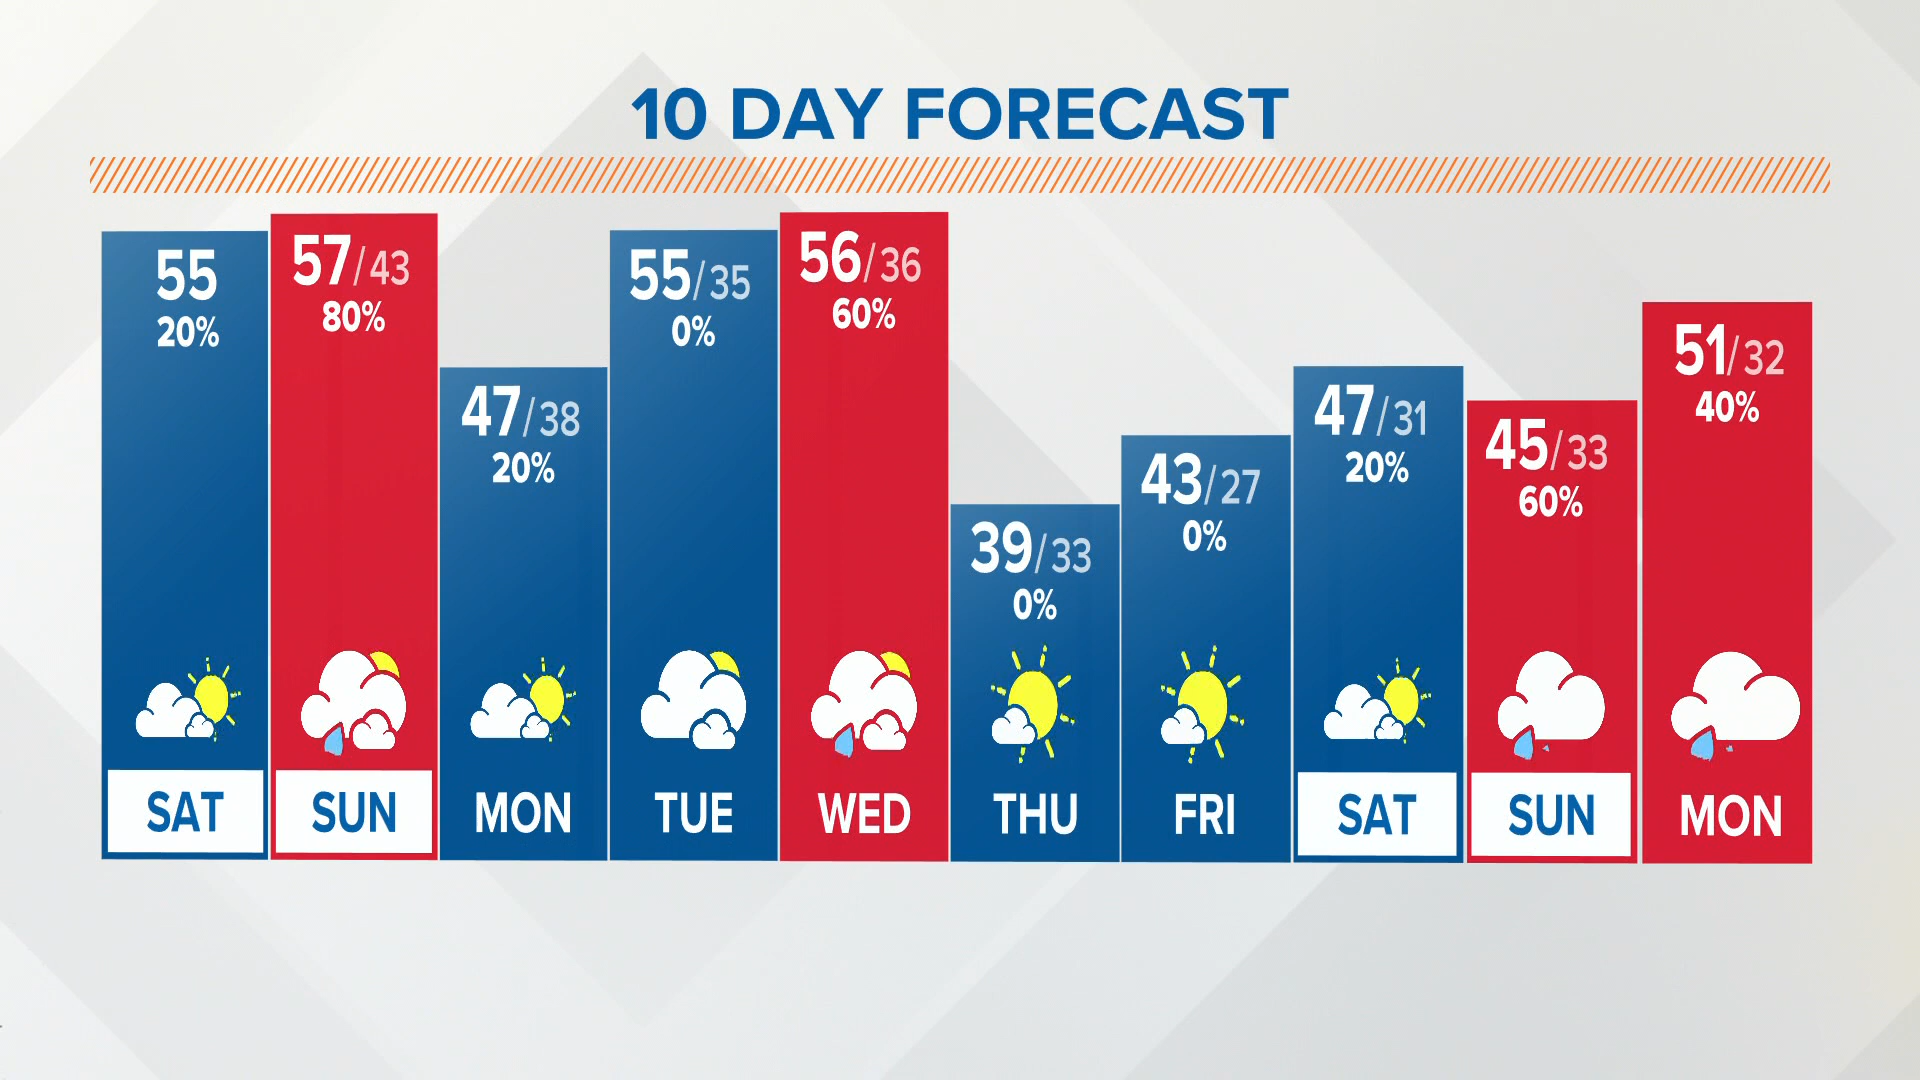 10 DAY FORECAST
55
20%
SAT
57/43
80%
SUN
47/38
20%
MON
55/35
0%
TUE
56/36
60%
WED
39/33
0%
THU
43/27
0%
FRI
47/31
20%
SAT
45/33
60%
SUN
51/32
40%
MON